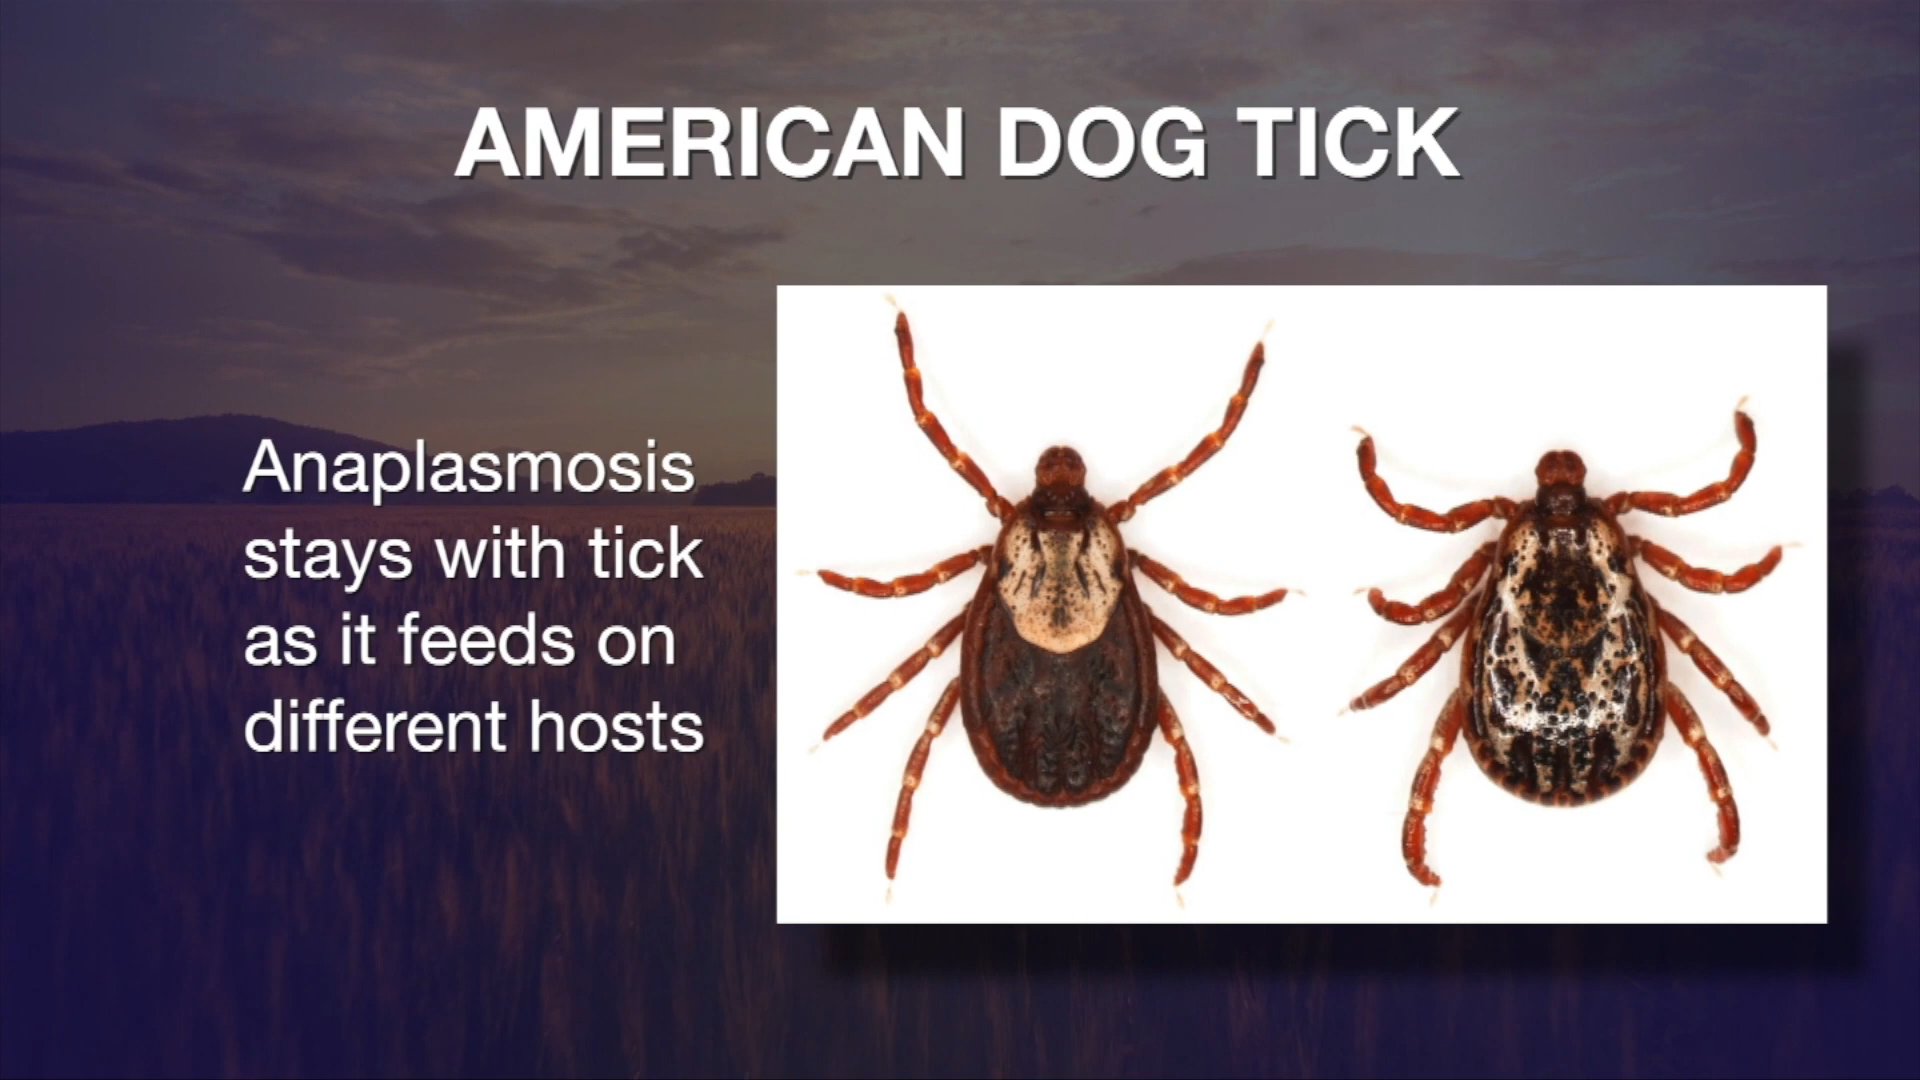 AMERICAN DOG TICK
Anaplasmosis
stays with tick
as it feeds on
different hosts